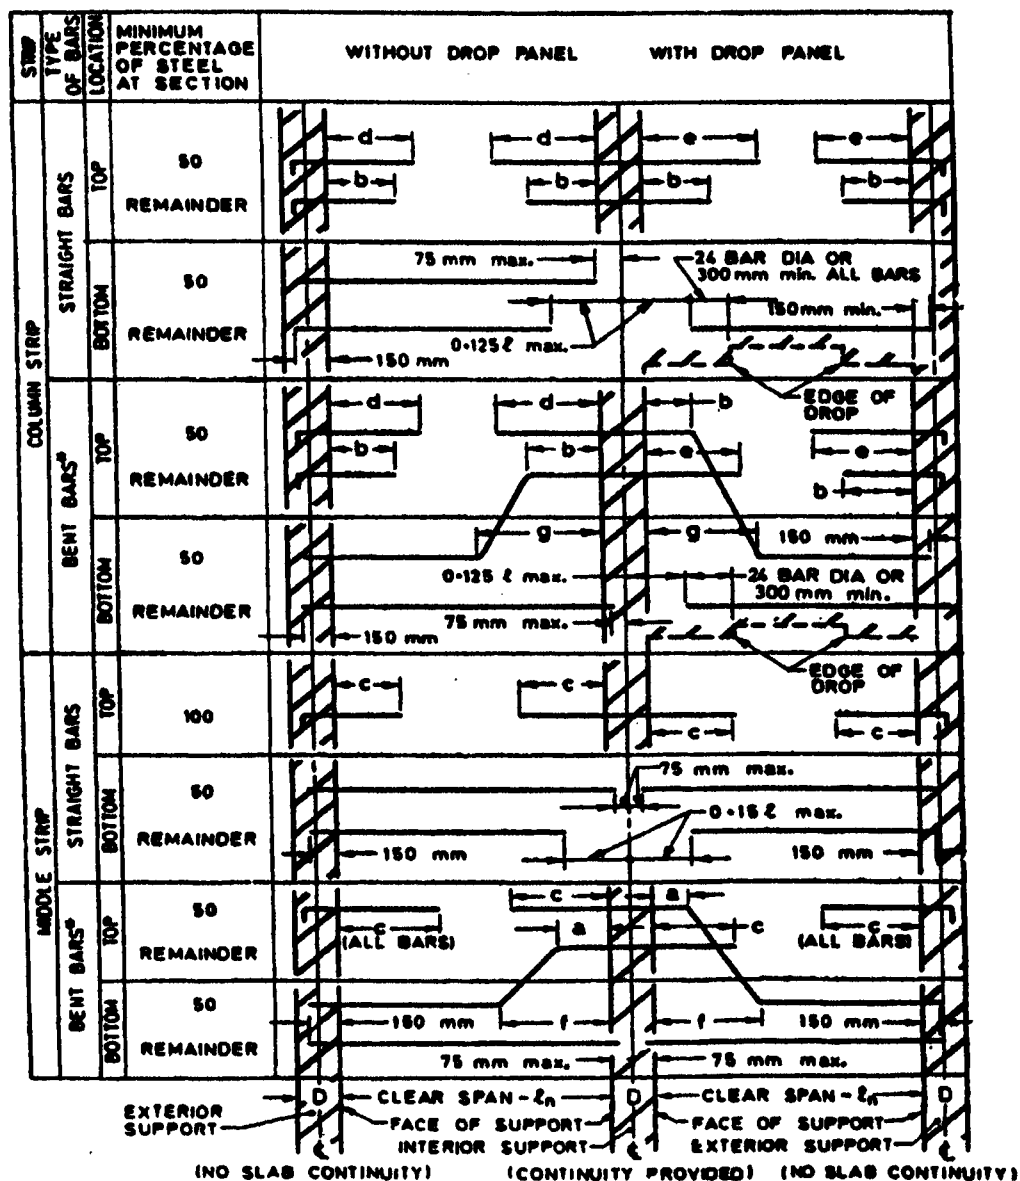 STRIP
TYPE OF BARS
LOCATION
MINIMUM
PERCENTAGE
OF STEEL
AT SECTION
WITHOUT DROP PANEL
WITH DROP PANEL
COLUMN STRIP
STRAIGHT BARS
TOP
50
REMAINDER
d
d
e
e
b
b
b
b
BOTTOM
50
REMAINDER
75 mm max.
24 BAR DIA OR
300 mm min. ALL BARS
150 mm min.
0·125 ℓ max.
150 mm
EDGE OF
DROP
BENT BARS*
TOP
50
REMAINDER
d
d
b
b
b
e
e
b
BOTTOM
50
REMAINDER
g
g
150 mm
0·125 ℓ max.
24 BAR DIA OR
300 mm min.
75 mm max.
150 mm
EDGE OF
DROP
MIDDLE STRIP
STRAIGHT BARS
TOP
100
c
c
c
c
BOTTOM
50
REMAINDER
75 mm max.
0·15 ℓ max.
150 mm
150 mm
BENT BARS*
TOP
50
REMAINDER
c
a
c
(ALL BARS)
a
c
c
(ALL BARS)
BOTTOM
50
REMAINDER
150 mm
f
f
150 mm
75 mm max.
75 mm max.
D
CLEAR SPAN - ℓn
D
CLEAR SPAN - ℓn
D
EXTERIOR
SUPPORT
FACE OF SUPPORT
INTERIOR SUPPORT
FACE OF SUPPORT
EXTERIOR SUPPORT
℄
℄
℄
(NO SLAB CONTINUITY)
(CONTINUITY PROVIDED)
(NO SLAB CONTINUITY)